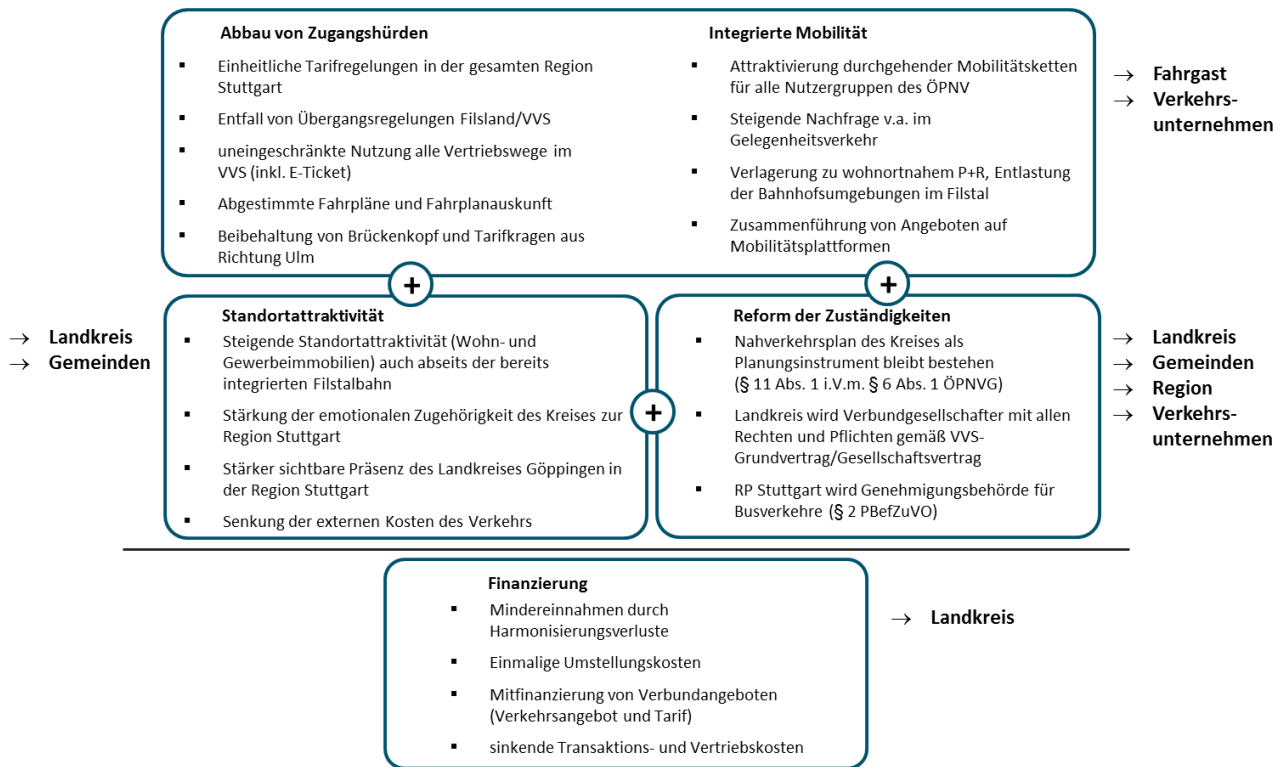 Abbau von Zugangshürden
▪ Einheitliche Tarifregelungen in der gesamten Region
Stuttgart
▪ Entfall von Übergangsregelungen Filsland/VVS
▪ uneingeschränkte Nutzung alle Vertriebswege im
VVS (inkl. E-Ticket)
▪ Abgestimmte Fahrpläne und Fahrplanauskunft
▪ Beibehaltung von Brückenkopf und Tarifkragen aus
Richtung Ulm
Integrierte Mobilität
▪ Attraktivierung durchgehender Mobilitätsketten
für alle Nutzergruppen des ÖPNV
▪ Steigende Nachfrage v.a. im
Gelegenheitsverkehr
▪ Verlagerung zu wohnortnahem P+R, Entlastung
der Bahnhofsumgebungen im Filstal
▪ Zusammenführung von Angeboten auf
Mobilitätsplattformen
→ Fahrgast
→ Verkehrs-
unternehmen
+
+
→ Landkreis
→ Gemeinden
Standortattraktivität
▪ Steigende Standortattraktivität (Wohn- und
Gewerbeimmobilien) auch abseits der bereits
integrierten Filstalbahn
▪ Stärkung der emotionalen Zugehörigkeit des Kreises zur
Region Stuttgart
▪ Stärker sichtbare Präsenz des Landkreises Göppingen in
der Region Stuttgart
▪ Senkung der externen Kosten des Verkehrs
+
Reform der Zuständigkeiten
▪ Nahverkehrsplan des Kreises als
Planungsinstrument bleibt bestehen
(§ 11 Abs. 1 i.V.m. § 6 Abs. 1 ÖPNVG)
▪ Landkreis wird Verbundgesellschafter mit allen
Rechten und Pflichten gemäß VVS-
Grundvertrag/Gesellschaftsvertrag
▪ RP Stuttgart wird Genehmigungsbehörde für
Busverkehre (§ 2 PBefZuVO)
→ Landkreis
→ Gemeinden
→ Region
→ Verkehrs-
unternehmen
Finanzierung
▪ Mindereinnahmen durch
Harmonisierungsverluste
▪ Einmalige Umstellungskosten
▪ Mitfinanzierung von Verbundangeboten
(Verkehrsangebot und Tarif)
▪ sinkende Transaktions- und Vertriebskosten
→ Landkreis